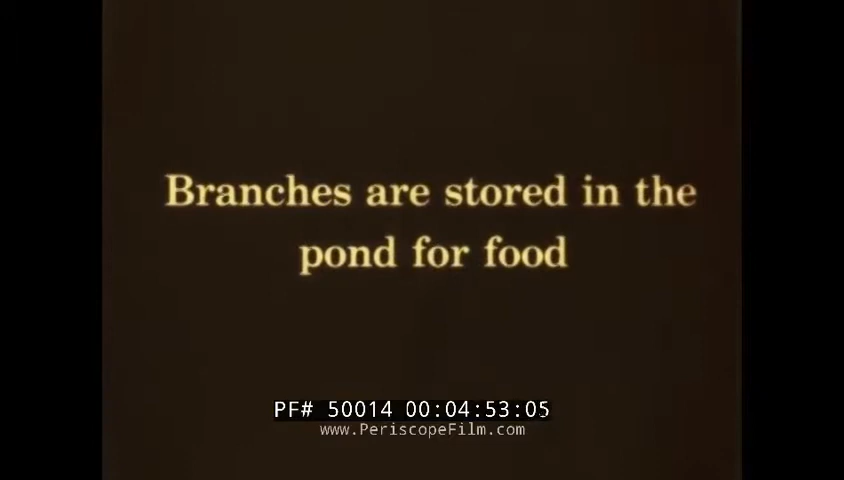 Branches are stored in the
pond for food
PF# 50014 00:04:53:05
www.PeriscopeFilm.com